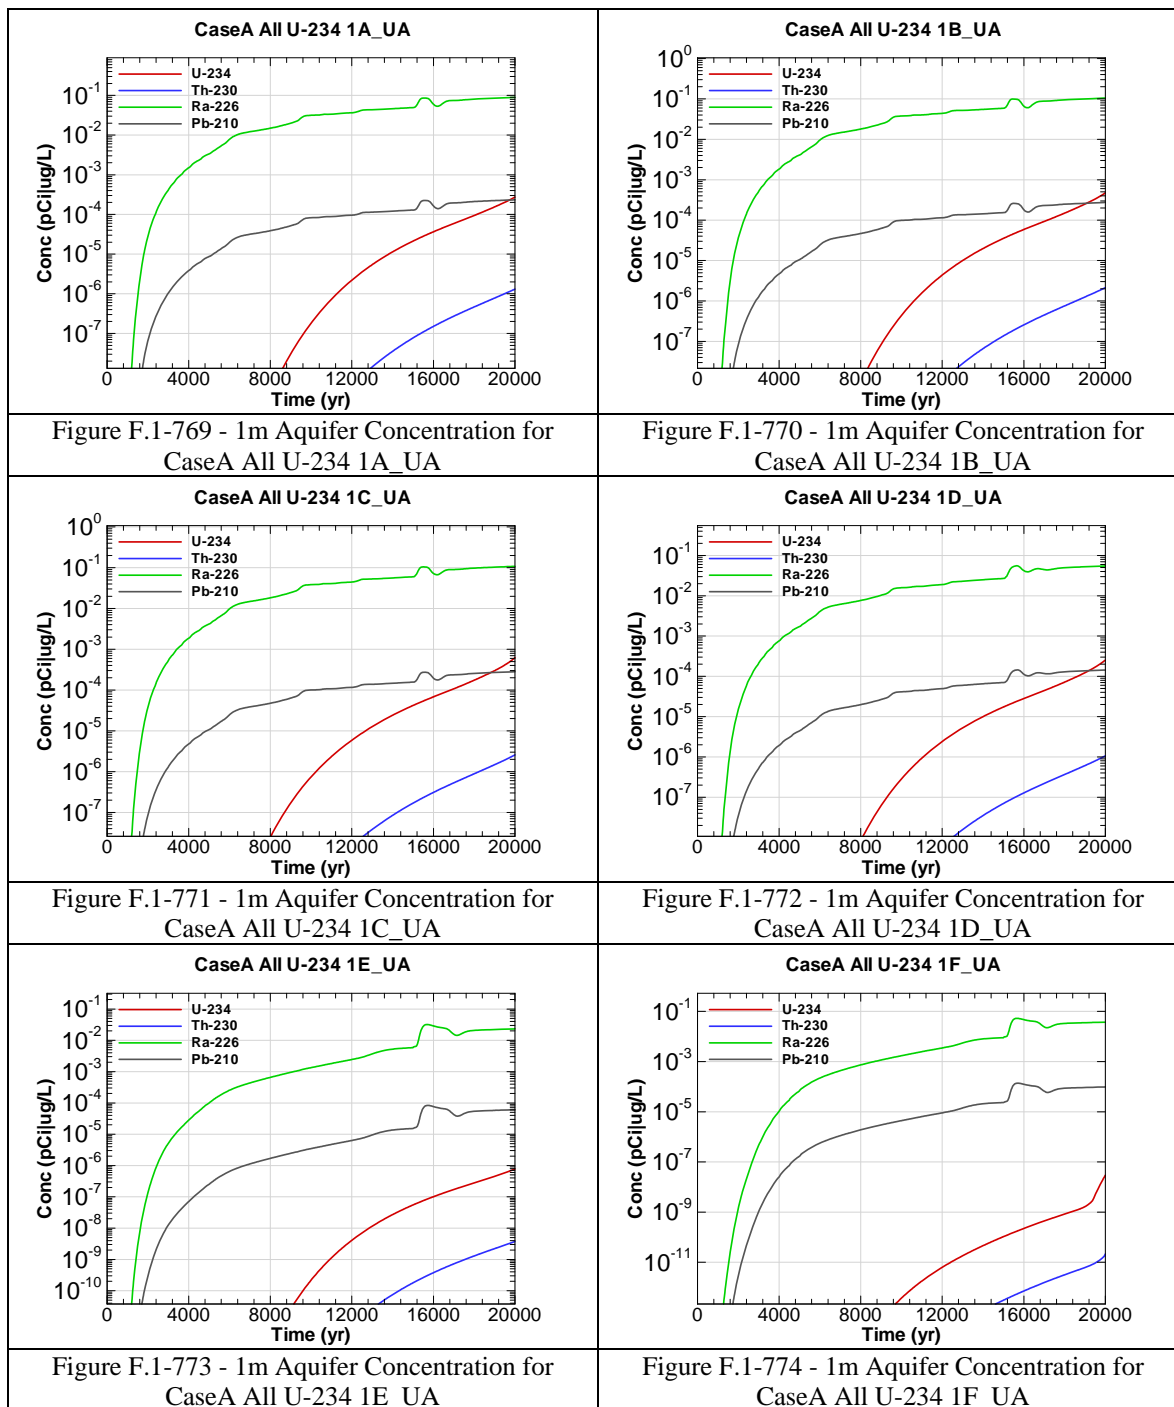 CaseA All U-234 1A_UA
U-234
Th-230
Ra-226
Pb-210
Conc (pCi|ug/L)
10^-1
10^-2
10^-3
10^-4
10^-5
10^-6
10^-7
0 4000 8000 12000 16000 20000
Time (yr)
Figure F.1-769 - 1m Aquifer Concentration for
CaseA All U-234 1A_UA
CaseA All U-234 1B_UA
U-234
Th-230
Ra-226
Pb-210
Conc (pCi|ug/L)
10^0
10^-1
10^-2
10^-3
10^-4
10^-5
10^-6
10^-7
0 4000 8000 12000 16000 20000
Time (yr)
Figure F.1-770 - 1m Aquifer Concentration for
CaseA All U-234 1B_UA
CaseA All U-234 1C_UA
U-234
Th-230
Ra-226
Pb-210
Conc (pCi|ug/L)
10^0
10^-1
10^-2
10^-3
10^-4
10^-5
10^-6
10^-7
0 4000 8000 12000 16000 20000
Time (yr)
Figure F.1-771 - 1m Aquifer Concentration for
CaseA All U-234 1C_UA
CaseA All U-234 1D_UA
U-234
Th-230
Ra-226
Pb-210
Conc (pCi|ug/L)
10^-1
10^-2
10^-3
10^-4
10^-5
10^-6
10^-7
0 4000 8000 12000 16000 20000
Time (yr)
Figure F.1-772 - 1m Aquifer Concentration for
CaseA All U-234 1D_UA
CaseA All U-234 1E_UA
U-234
Th-230
Ra-226
Pb-210
Conc (pCi|ug/L)
10^-1
10^-2
10^-3
10^-4
10^-5
10^-6
10^-7
10^-8
10^-9
10^-10
0 4000 8000 12000 16000 20000
Time (yr)
Figure F.1-773 - 1m Aquifer Concentration for
CaseA All U-234 1E_UA
CaseA All U-234 1F_UA
U-234
Th-230
Ra-226
Pb-210
Conc (pCi|ug/L)
10^-1
10^-3
10^-5
10^-7
10^-9
10^-11
0 4000 8000 12000 16000 20000
Time (yr)
Figure F.1-774 - 1m Aquifer Concentration for
CaseA All U-234 1F_UA